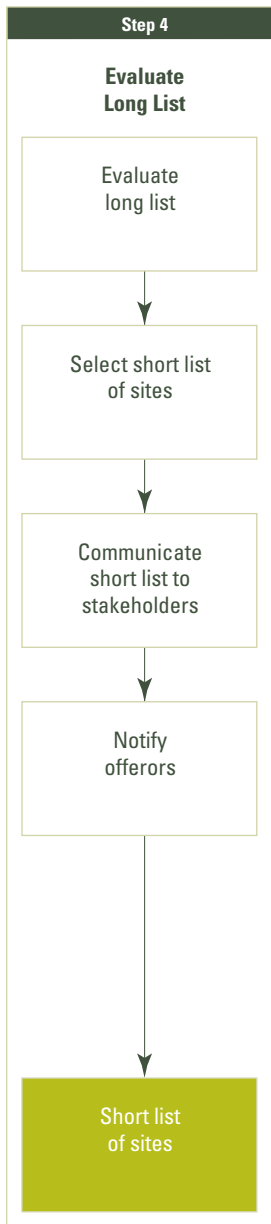 Step 4
Evaluate
Long List
Evaluate
long list
Select short list
of sites
Communicate
short list to
stakeholders
Notify
offerors
Short list
of sites